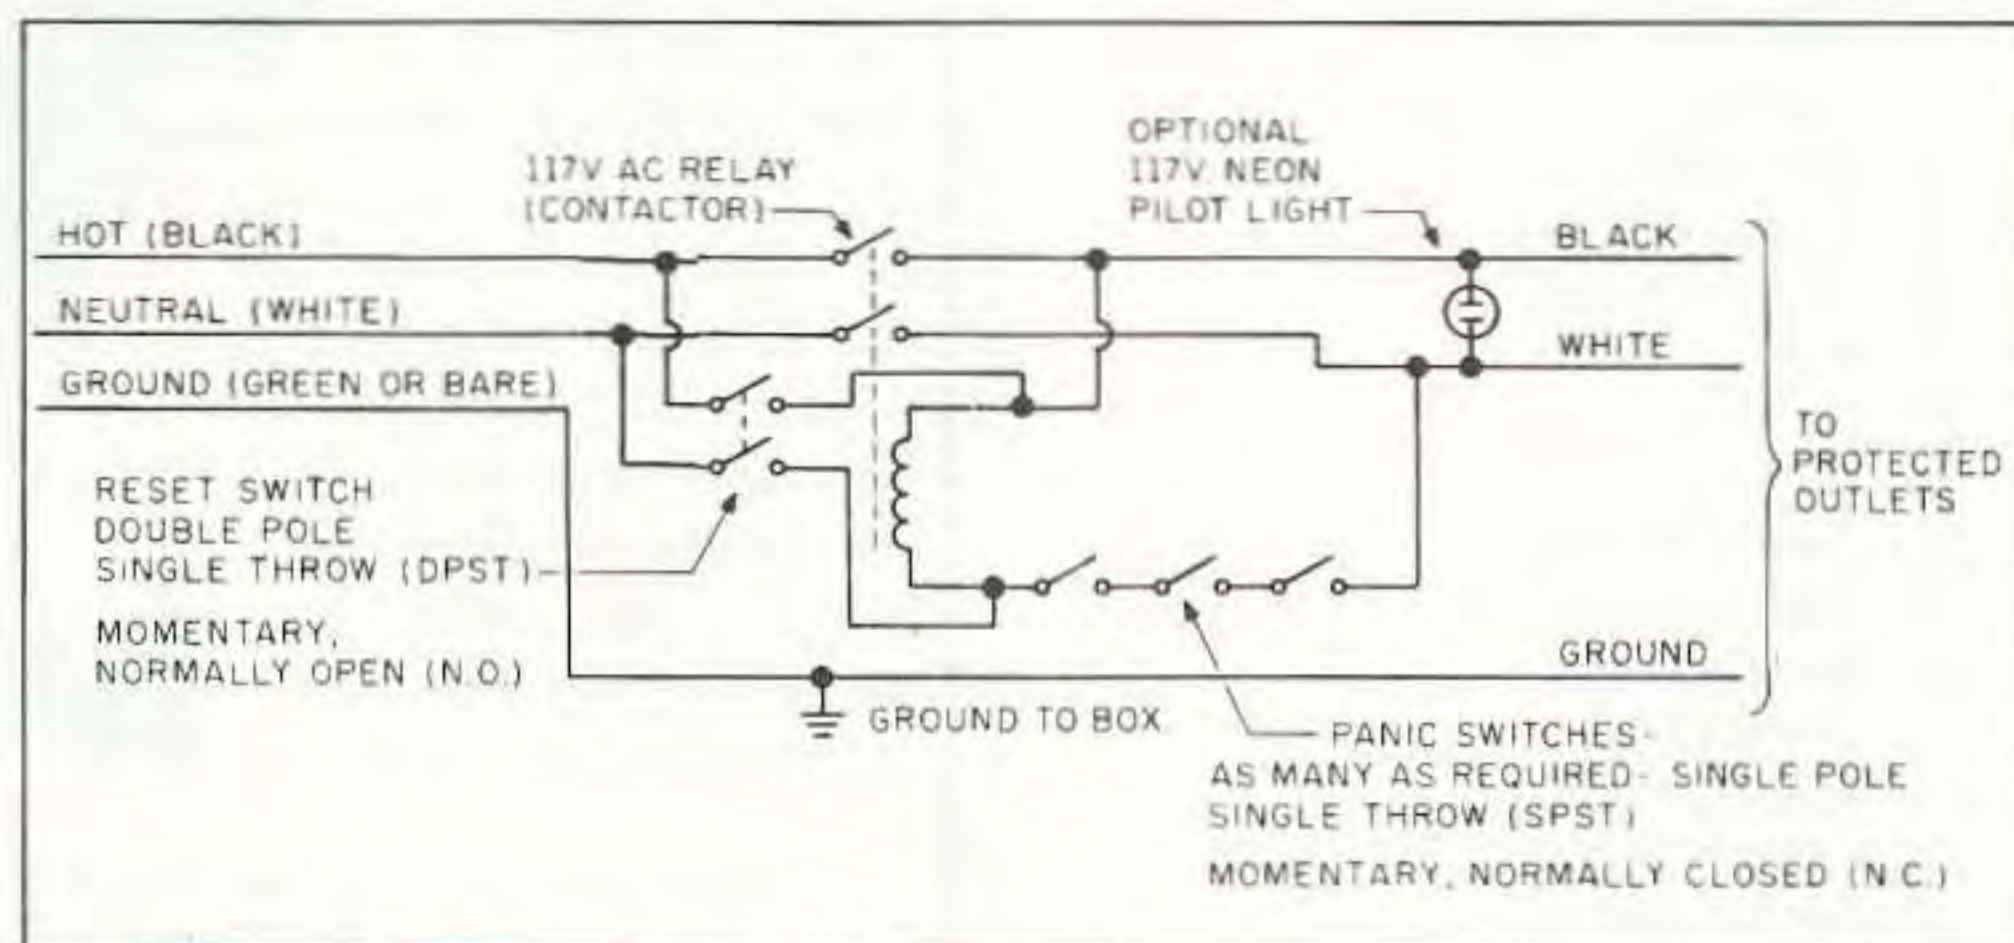 OPTIONAL
117V NEON
PILOT LIGHT
117V AC RELAY
(CONTACTOR)
HOT (BLACK)
BLACK
NEUTRAL (WHITE)
WHITE
GROUND (GREEN OR BARE)
TO
PROTECTED
OUTLETS
RESET SWITCH
DOUBLE POLE
SINGLE THROW (DPST)
MOMENTARY,
NORMALLY OPEN (N.O.)
GROUND
GROUND TO BOX
PANIC SWITCHES-
AS MANY AS REQUIRED- SINGLE POLE
SINGLE THROW (SPST)
MOMENTARY, NORMALLY CLOSED (N.C.)